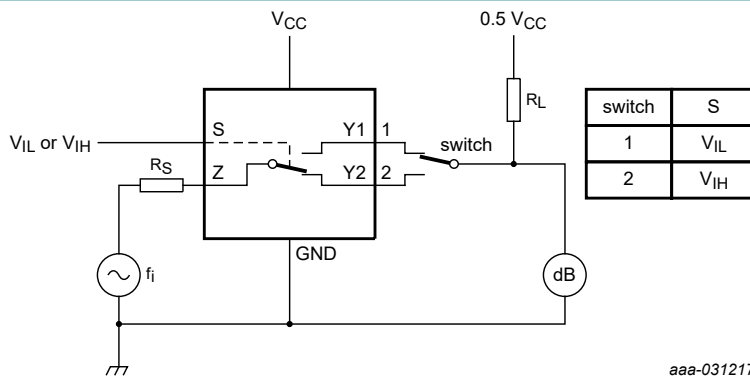 VCC
0.5 VCC
RL
switch S
1 VIL
2 VIH
S
Y1 1
switch
VIL or VIH
RS
Z
Y2 2
GND
fi
dB
aaa-031217